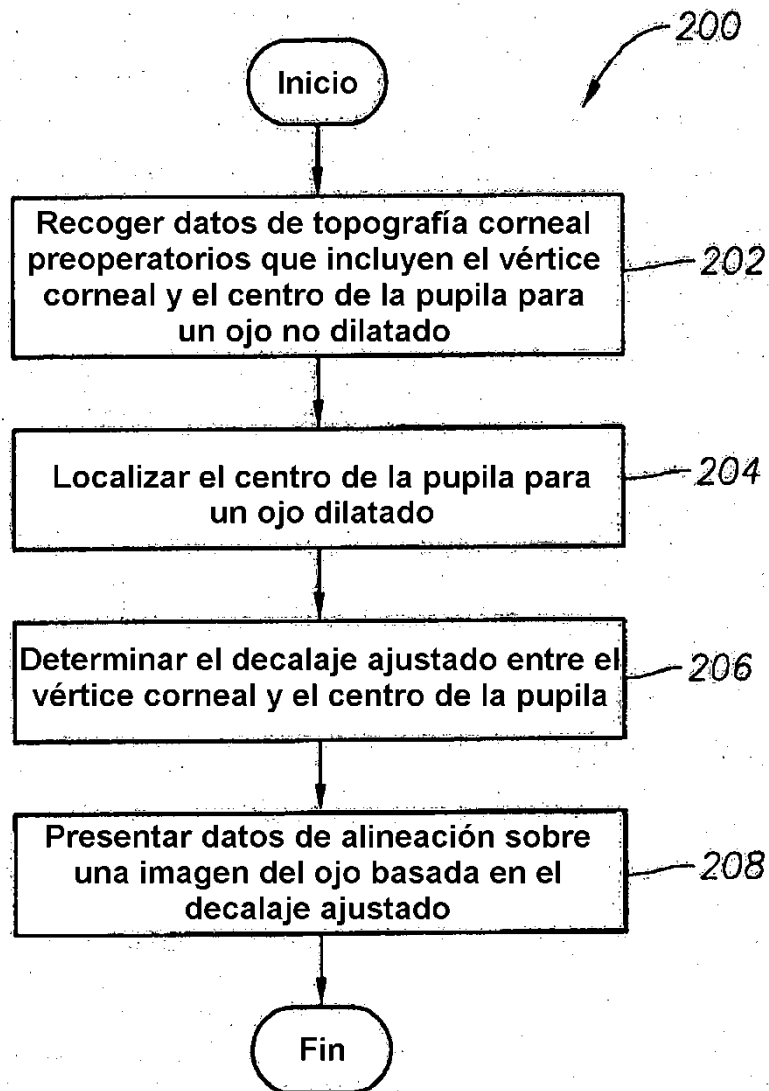 200
Inicio
Recoger datos de topografía corneal
preoperatorios que incluyen el vértice
corneal y el centro de la pupila para
un ojo no dilatado
202
Localizar el centro de la pupila para
un ojo dilatado
204
Determinar el decalaje ajustado entre el
vértice corneal y el centro de la pupila
206
Presentar datos de alineación sobre
una imagen del ojo basada en el
decalaje ajustado
208
Fin